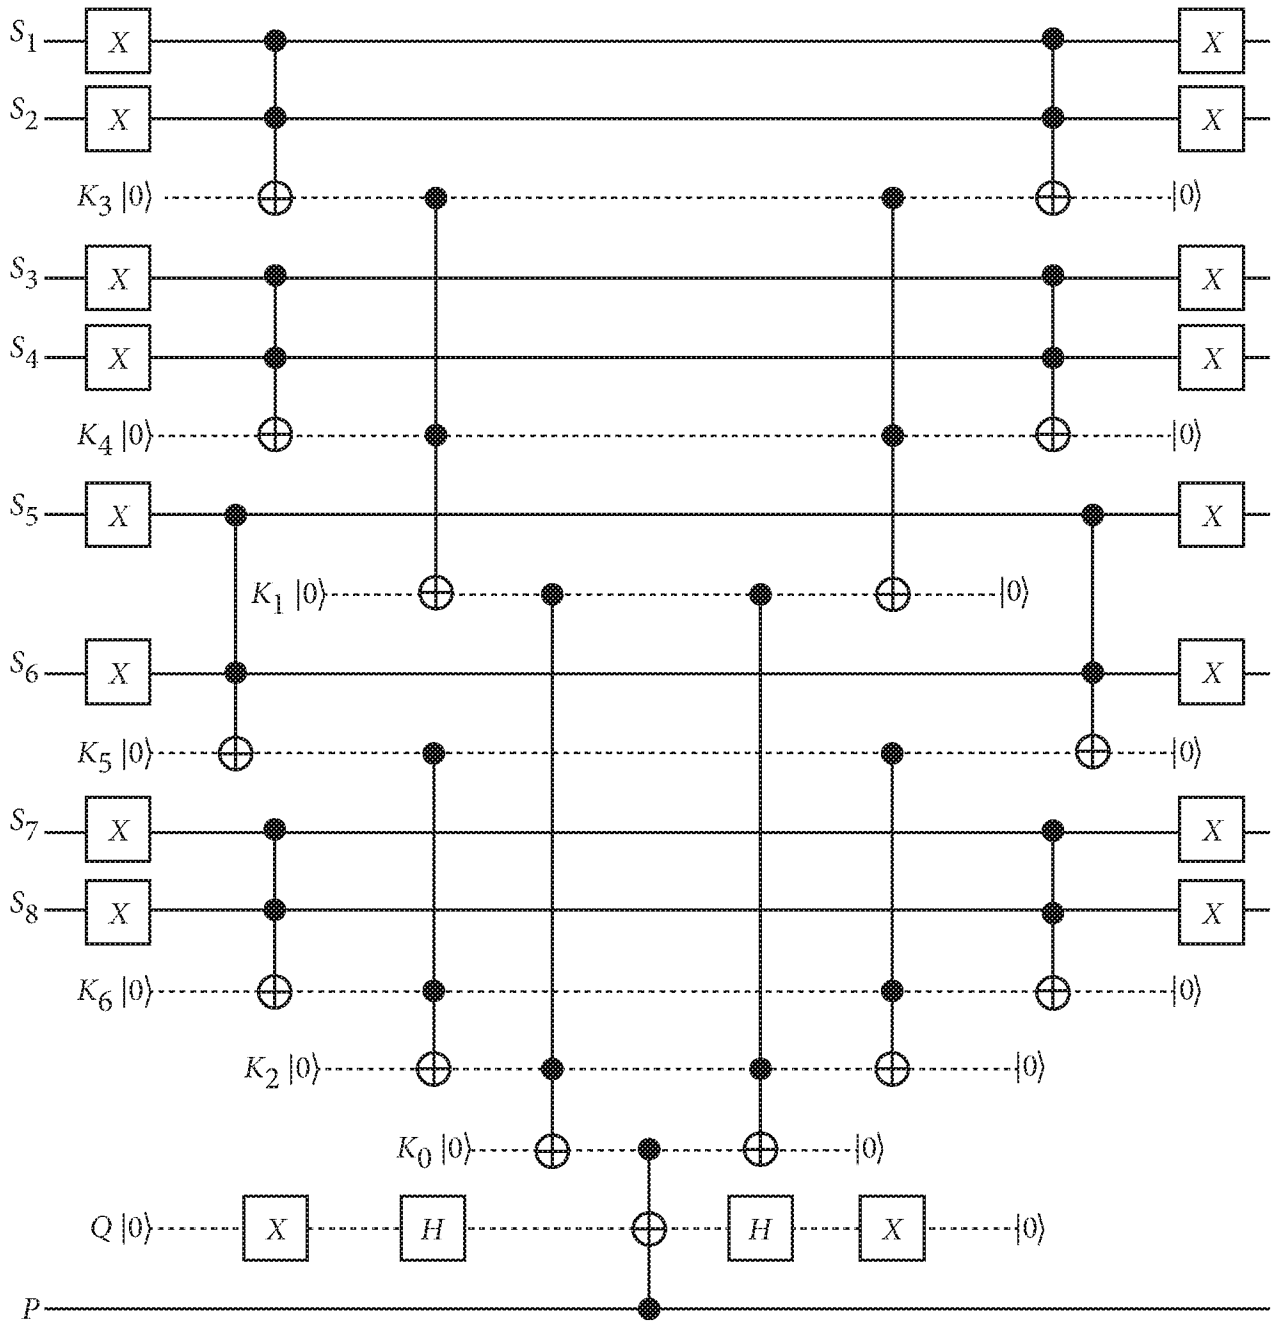 S1 X X
S2 X X
K3 |0⟩ |0⟩
S3 X X
S4 X X
K4 |0⟩ |0⟩
S5 X X
K1 |0⟩ |0⟩
S6 X X
K5 |0⟩ |0⟩
S7 X X
S8 X X
K6 |0⟩ |0⟩
K2 |0⟩ |0⟩
K0 |0⟩ |0⟩
Q |0⟩ X H H X |0⟩
P